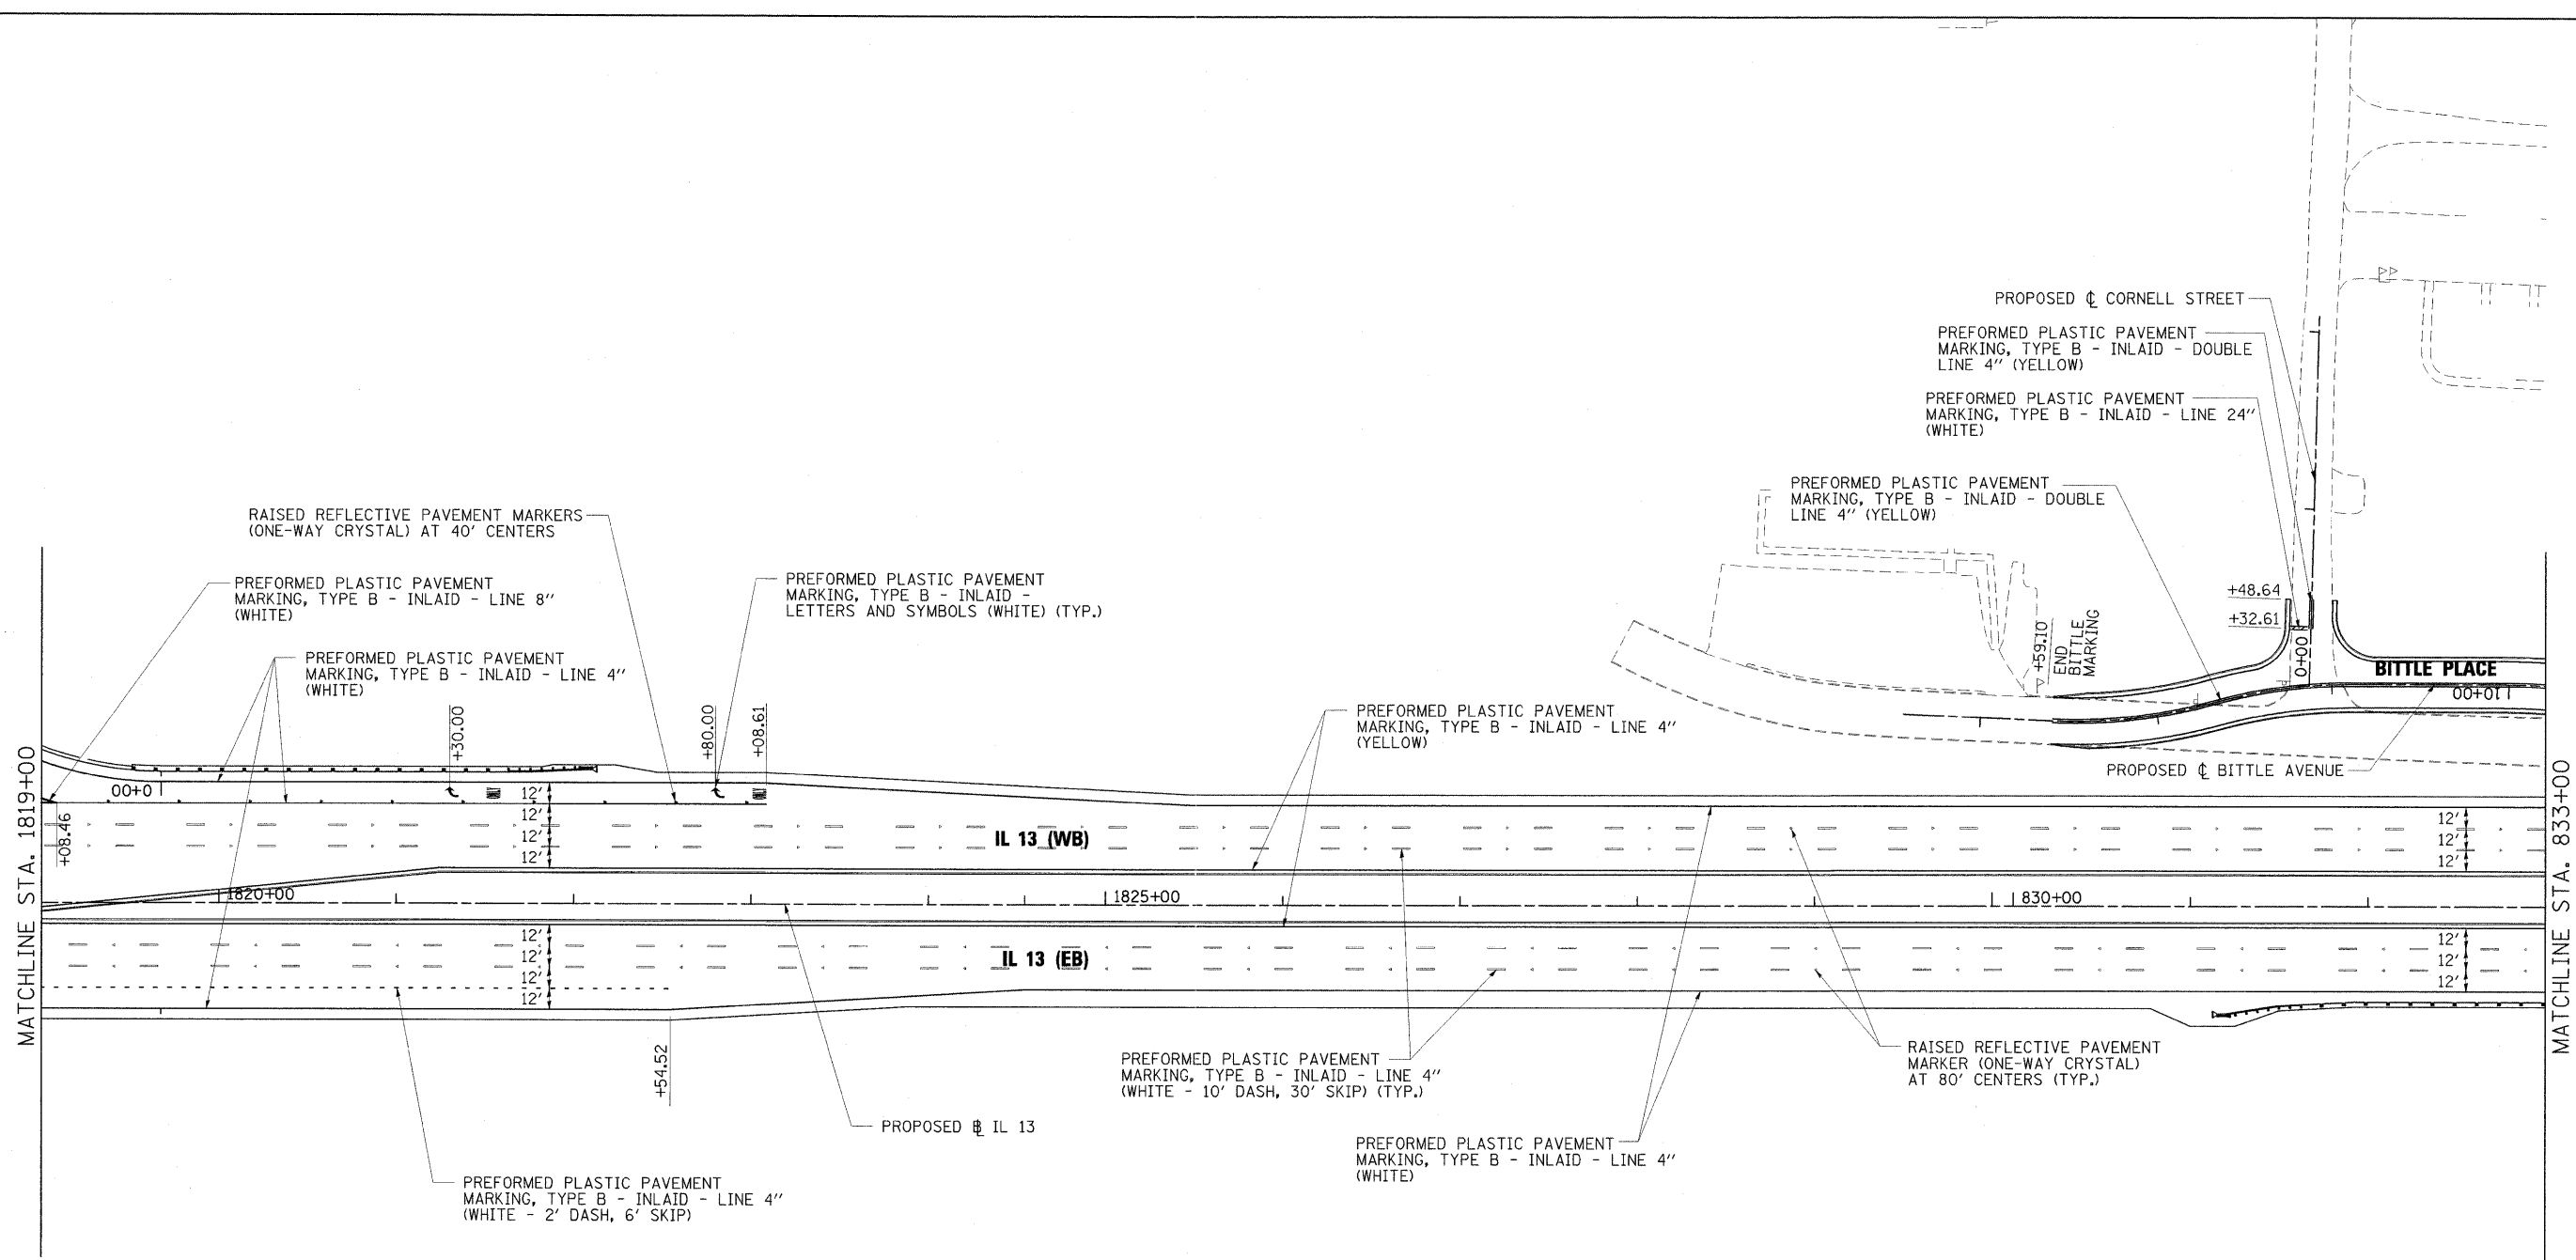 PROPOSED ℄ CORNELL STREET
PREFORMED PLASTIC PAVEMENT
MARKING, TYPE B - INLAID - DOUBLE
LINE 4" (YELLOW)
PREFORMED PLASTIC PAVEMENT
MARKING, TYPE B - INLAID - LINE 24"
(WHITE)
PREFORMED PLASTIC PAVEMENT
MARKING, TYPE B - INLAID - DOUBLE
LINE 4" (YELLOW)
RAISED REFLECTIVE PAVEMENT MARKERS
(ONE-WAY CRYSTAL) AT 40' CENTERS
PREFORMED PLASTIC PAVEMENT
MARKING, TYPE B - INLAID - LINE 8"
(WHITE)
PREFORMED PLASTIC PAVEMENT
MARKING, TYPE B - INLAID -
LETTERS AND SYMBOLS (WHITE) (TYP.)
PREFORMED PLASTIC PAVEMENT
MARKING, TYPE B - INLAID - LINE 4"
(WHITE)
+48.64
+32.61
+59.10
END
BITTLE
MARKING
0+00
BITTLE PLACE
110+00
PREFORMED PLASTIC PAVEMENT
MARKING, TYPE B - INLAID - LINE 4"
(YELLOW)
PROPOSED ℄ BITTLE AVENUE
+30.00
+80.00
+08.61
0+00
+08.46
12'
12'
12'
12'
IL 13 (WB)
12'
12'
12'
MATCHLINE STA. 1819+00
MATCHLINE STA. 833+00
1820+00
1825+00
830+00
12'
12'
12'
12'
IL 13 (EB)
12'
12'
12'
+54.52
PREFORMED PLASTIC PAVEMENT
MARKING, TYPE B - INLAID - LINE 4"
(WHITE - 10' DASH, 30' SKIP) (TYP.)
RAISED REFLECTIVE PAVEMENT
MARKER (ONE-WAY CRYSTAL)
AT 80' CENTERS (TYP.)
PROPOSED BL IL 13
PREFORMED PLASTIC PAVEMENT
MARKING, TYPE B - INLAID - LINE 4"
(WHITE)
PREFORMED PLASTIC PAVEMENT
MARKING, TYPE B - INLAID - LINE 4"
(WHITE - 2' DASH, 6' SKIP)